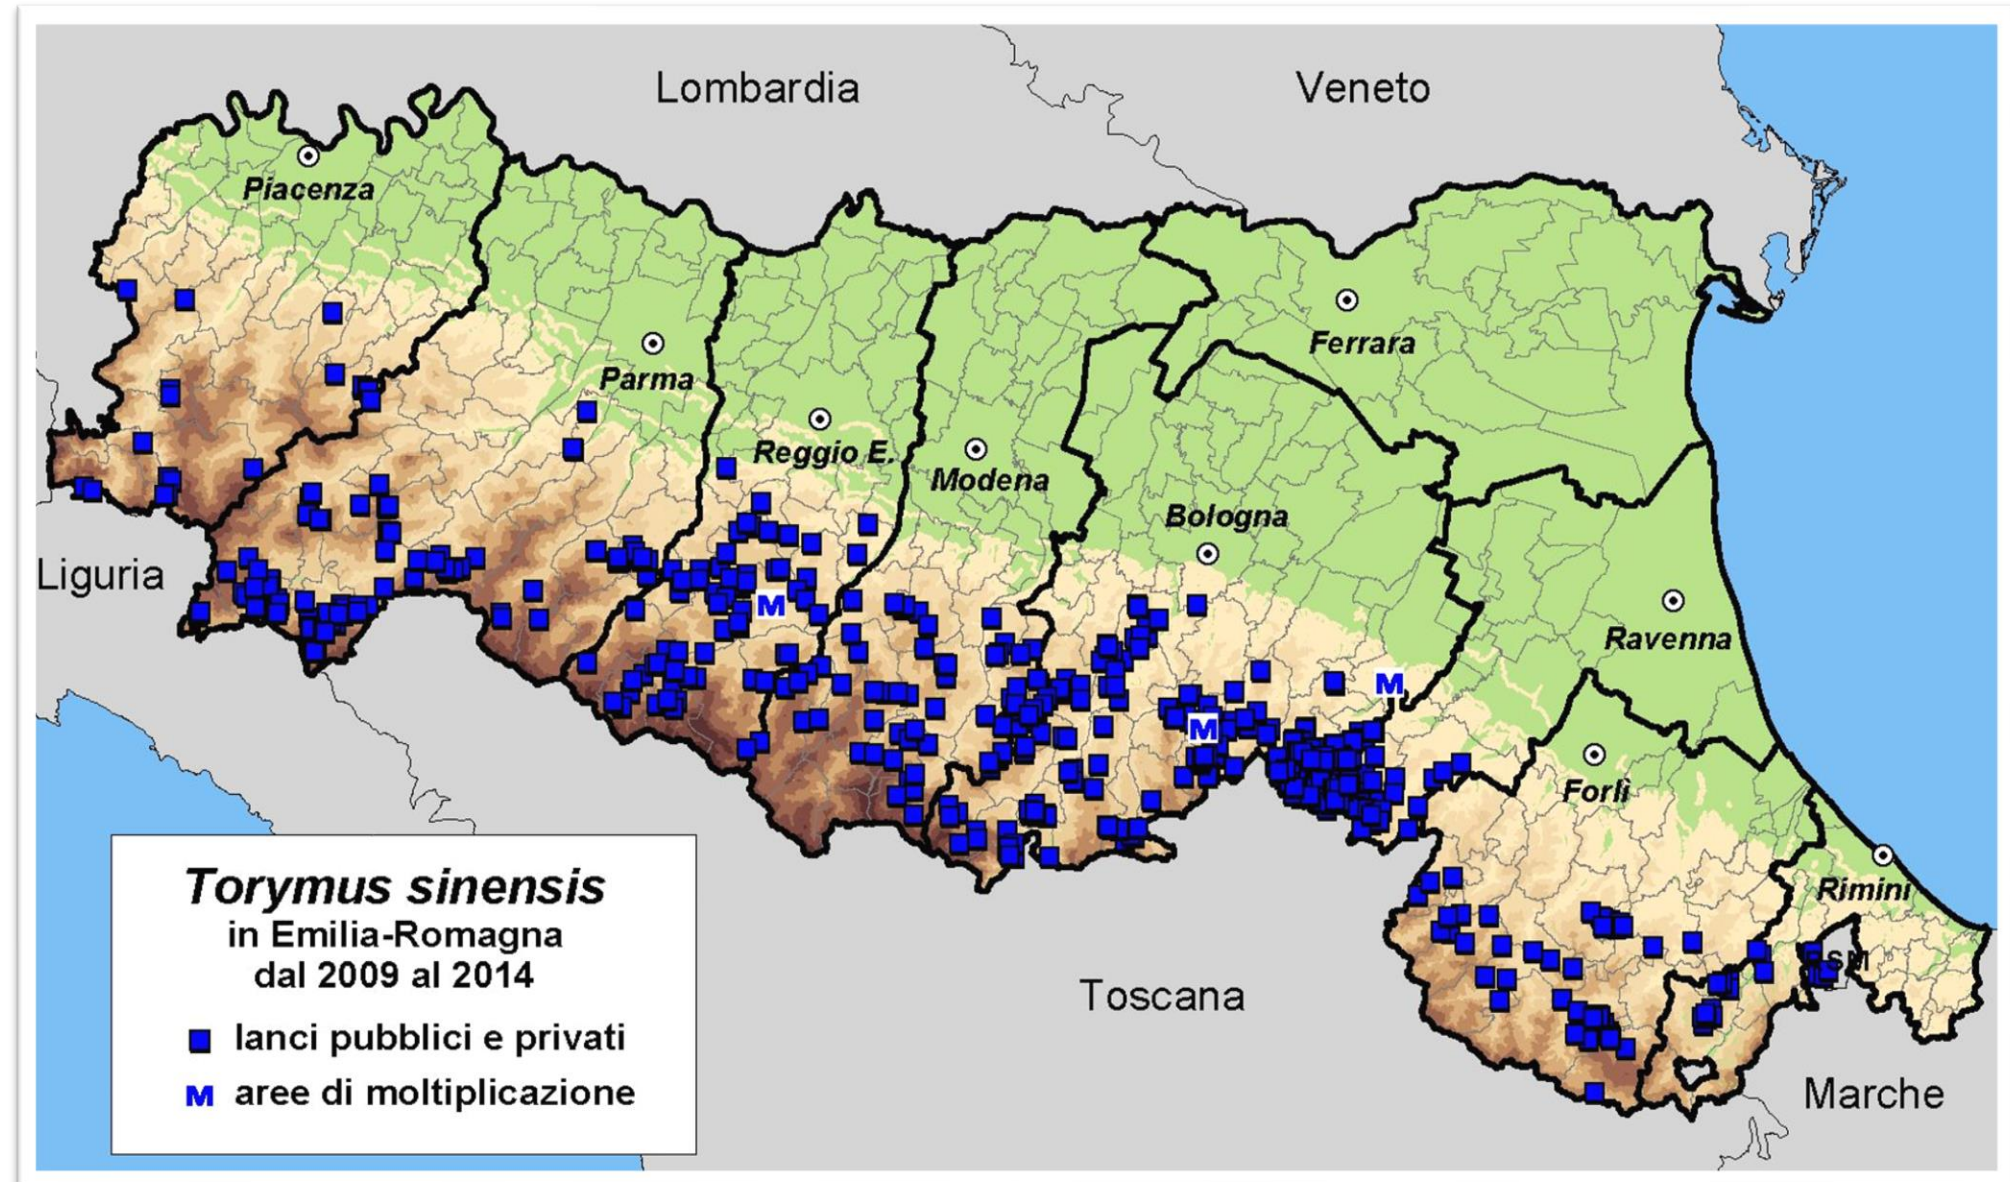 Lombardia
Veneto
Piacenza
Ferrara
Parma
Reggio E.
Modena
Bologna
Liguria
Ravenna
M
M
M
Forlì
Rimini
SM
Toscana
Marche
Torymus sinensis
in Emilia-Romagna
dal 2009 al 2014
lanci pubblici e privati
M aree di moltiplicazione